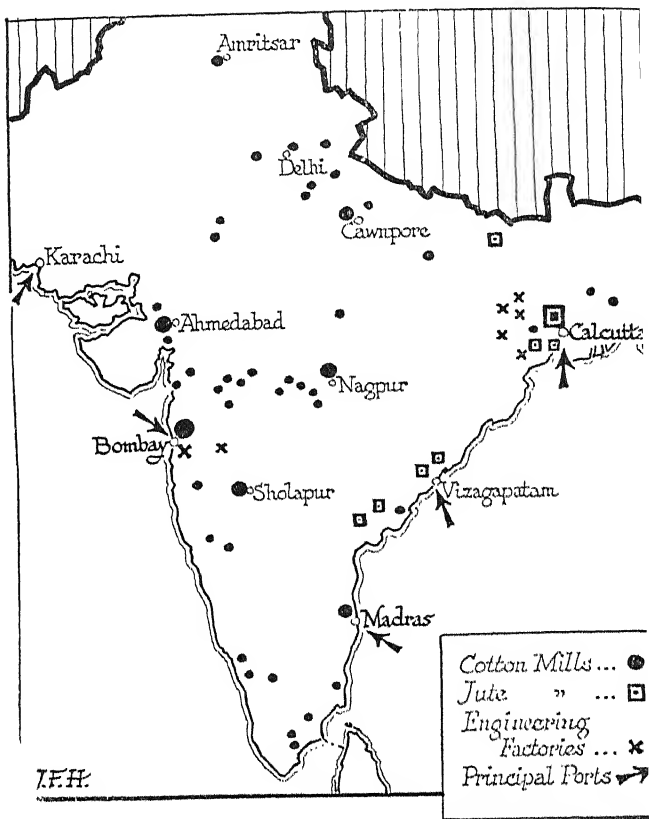 Amritsar
Delhi
Cawnpore
Karachi
Ahmedabad
Calcutta
Nagpur
Bombay
Sholapur
Vizagapatam
Madras
Cotton Mills ...
Jute " ...
Engineering
Factories ...
Principal Ports
I.F.H.